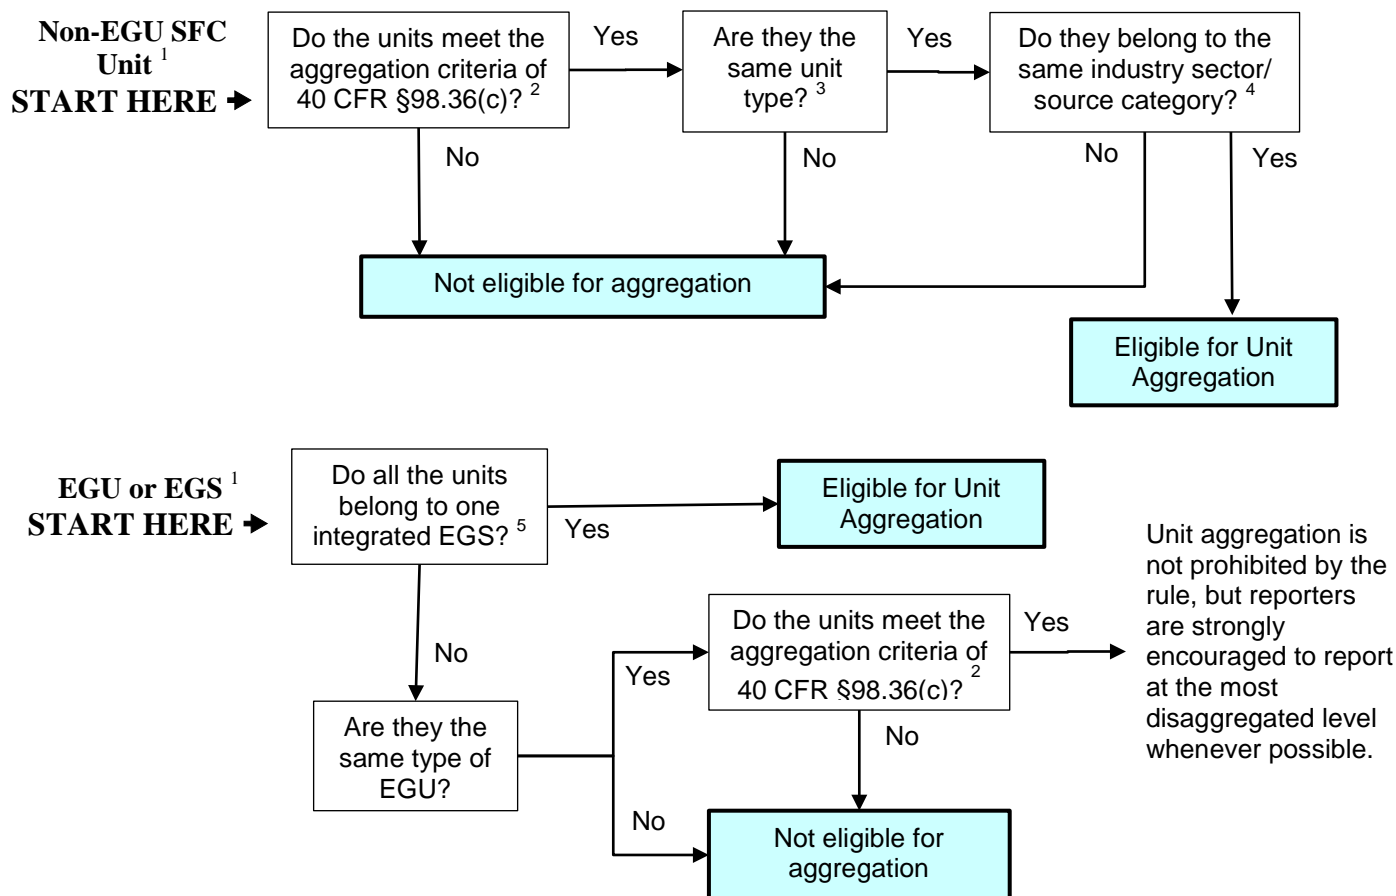 Non-EGU SFC
Unit 1
START HERE
Do the units meet the
aggregation criteria of
40 CFR §98.36(c)? 2
Yes
Are they the
same unit
type? 3
Yes
Do they belong to the
same industry sector/
source category? 4
No
No
No
Yes
Not eligible for aggregation
Eligible for Unit
Aggregation
EGU or EGS 1
START HERE
Do all the units
belong to one
integrated EGS? 5
Yes
Eligible for Unit
Aggregation
No
Are they the
same type of
EGU?
Yes
No
Do the units meet the
aggregation criteria of
40 CFR §98.36(c)? 2
Yes
No
Unit aggregation is
not prohibited by the
rule, but reporters
are strongly
encouraged to report
at the most
disaggregated level
whenever possible.
Not eligible for
aggregation